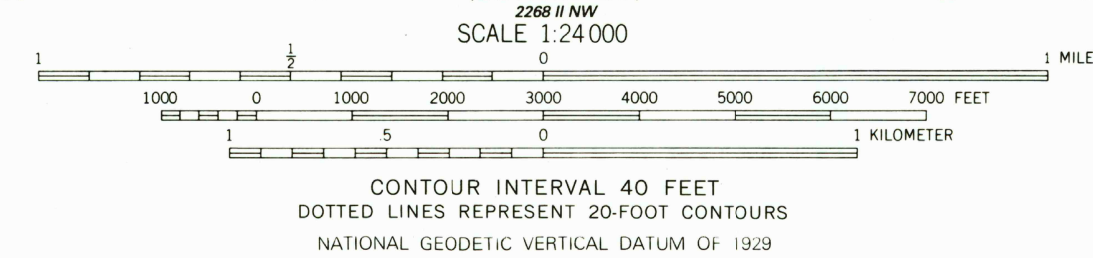 2268 II NW
SCALE 1:24 000
1 1/2 0 1 MILE
1000 0 1000 2000 3000 4000 5000 6000 7000 FEET
1 .5 0 1 KILOMETER
CONTOUR INTERVAL 40 FEET
DOTTED LINES REPRESENT 20-FOOT CONTOURS
NATIONAL GEODETIC VERTICAL DATUM OF 1929